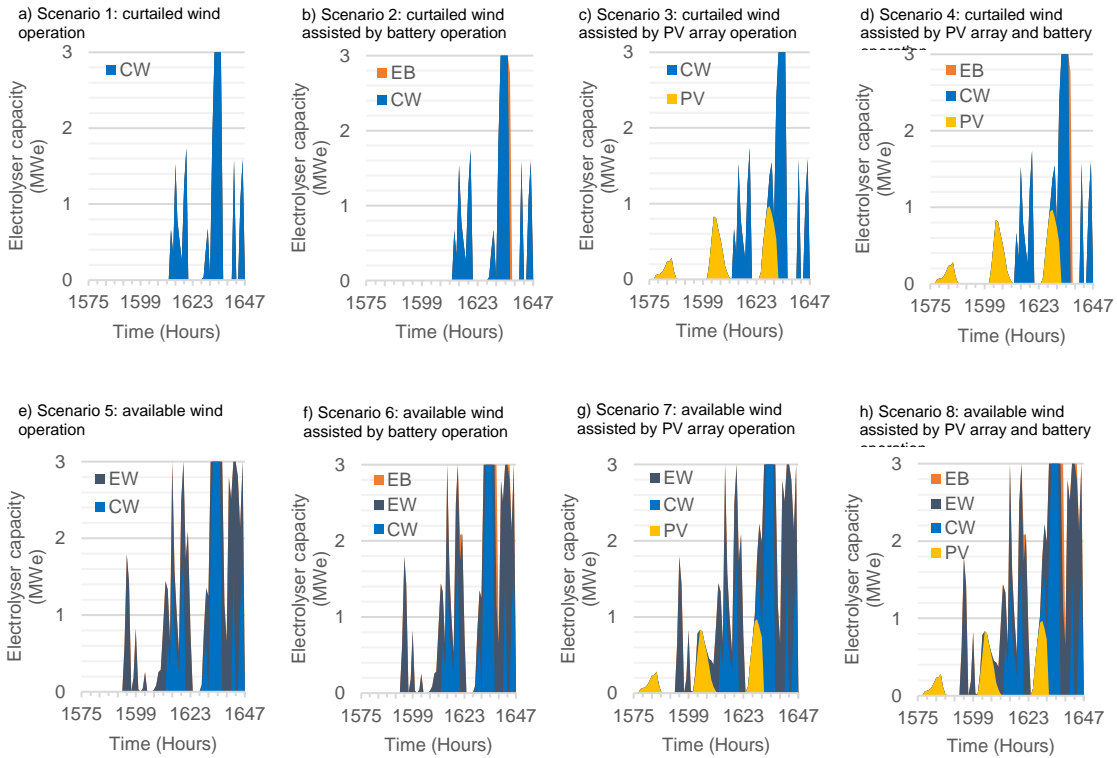 a) Scenario 1: curtailed wind
operation
3
2
1
0
Electrolyser capacity
(MWe)
CW
1575 1599 1623 1647
Time (Hours)
b) Scenario 2: curtailed wind
assisted by battery operation
3
2
1
0
Electrolyser capacity
(MWe)
EB
CW
1575 1599 1623 1647
Time (Hours)
c) Scenario 3: curtailed wind
assisted by PV array operation
3
2
1
0
Electrolyser capacity
(MWe)
CW
PV
1575 1599 1623 1647
Time (Hours)
d) Scenario 4: curtailed wind
assisted by PV array and battery
operation
3
2
1
0
Electrolyser capacity
(MWe)
EB
CW
PV
1575 1599 1623 1647
Time (Hours)
e) Scenario 5: available wind
operation
3
2
1
0
Electrolyser capacity
(MWe)
EW
CW
1575 1599 1623 1647
Time (Hours)
f) Scenario 6: available wind
assisted by battery operation
3
2
1
0
Electrolyser capacity
(MWe)
EB
EW
CW
1575 1599 1623 1647
Time (Hours)
g) Scenario 7: available wind
assisted by PV array operation
3
2
1
0
Electrolyser capacity
(MWe)
EW
CW
PV
1575 1599 1623 1647
Time (Hours)
h) Scenario 8: available wind
assisted by PV array and battery
operation
3
2
1
0
Electrolyser capacity
(MWe)
EB
EW
CW
PV
1575 1599 1623 1647
Time (Hours)